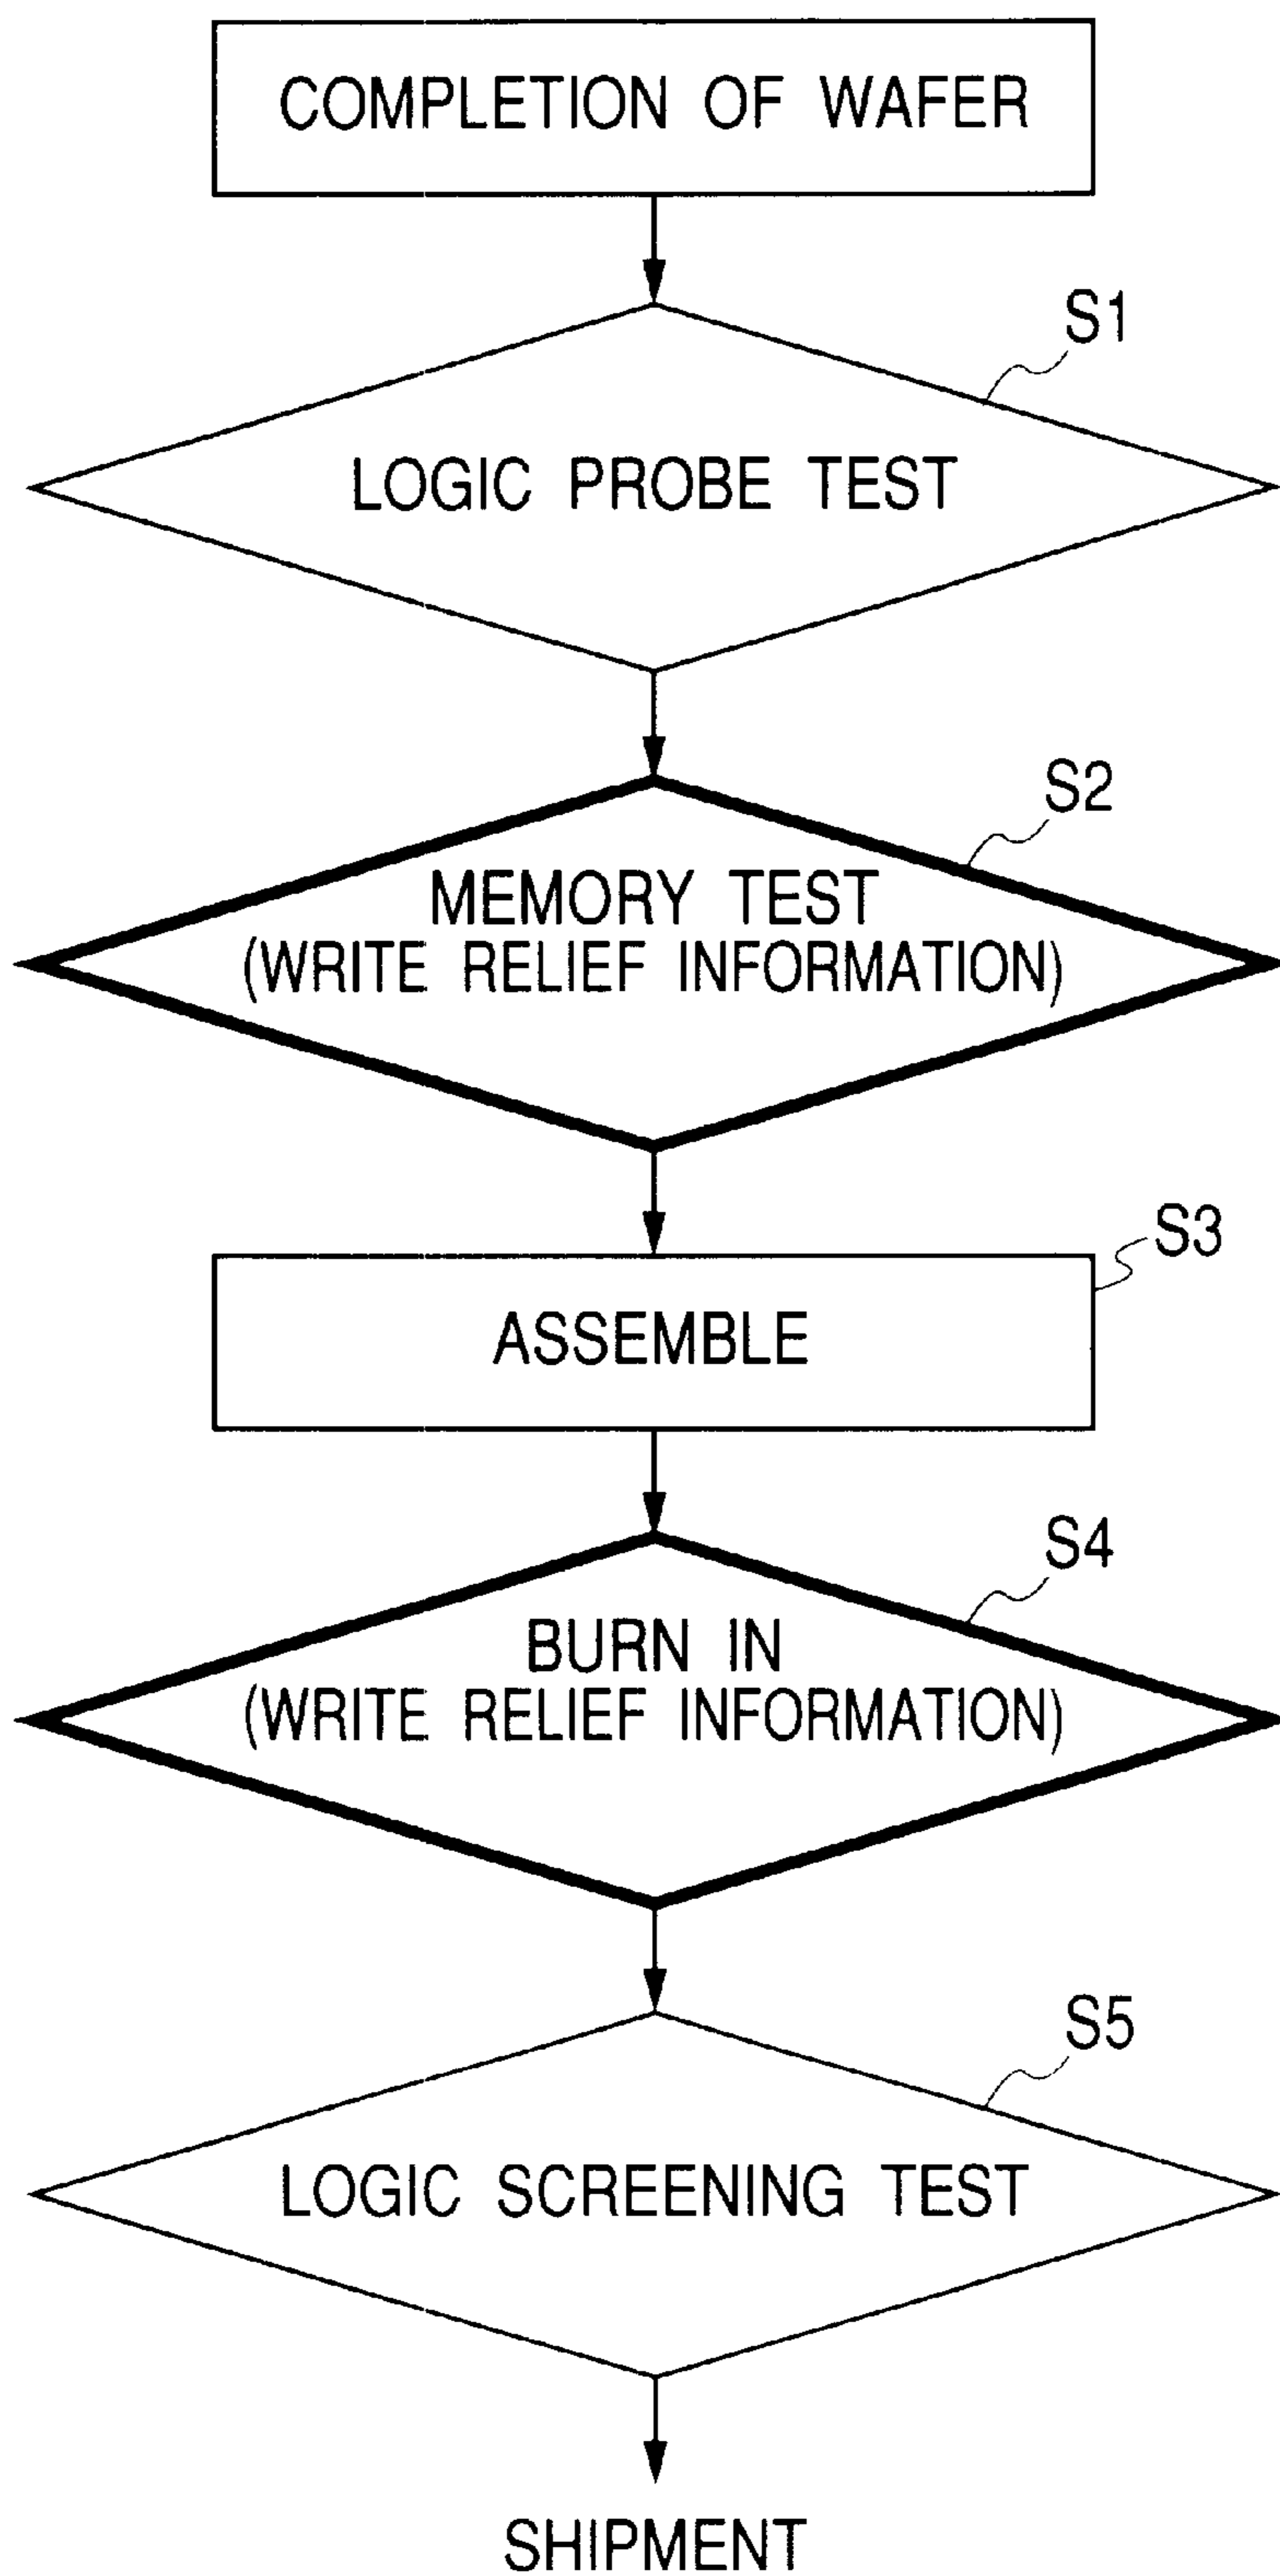 COMPLETION OF WAFER
S1
LOGIC PROBE TEST
S2
MEMORY TEST
(WRITE RELIEF INFORMATION)
S3
ASSEMBLE
S4
BURN IN
(WRITE RELIEF INFORMATION)
S5
LOGIC SCREENING TEST
SHIPMENT